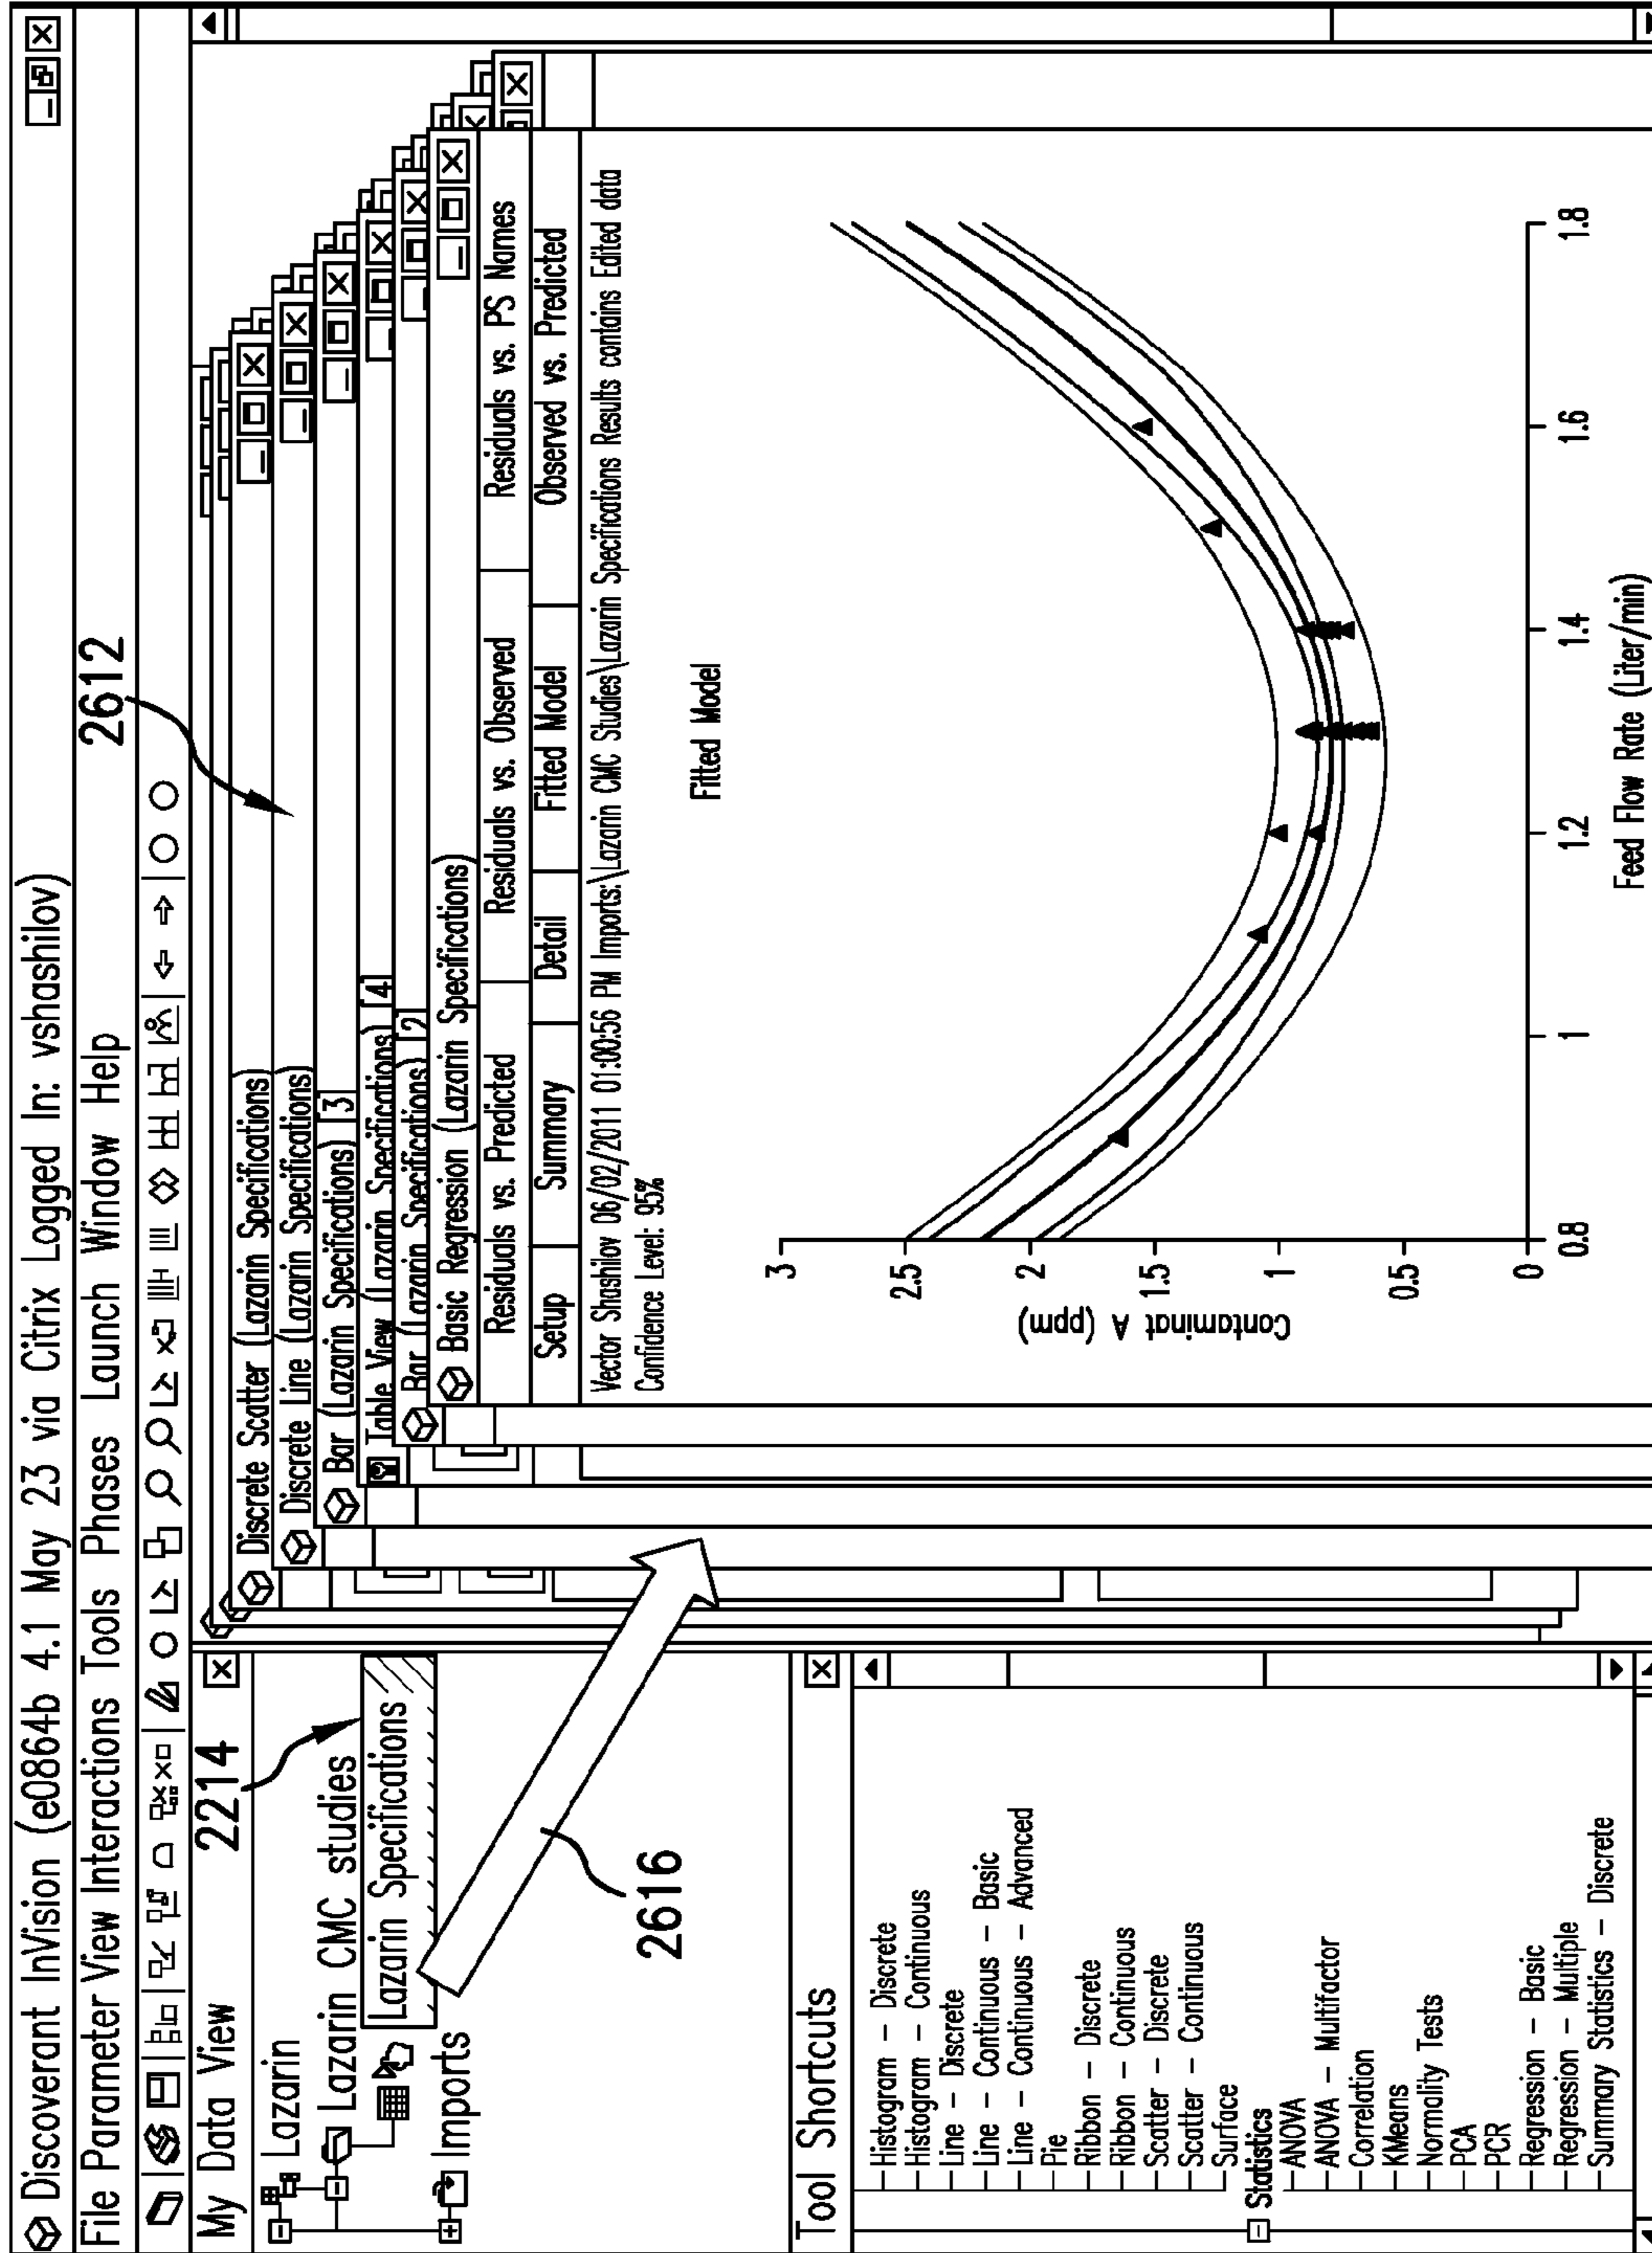 Discoverant InVision (e0864b 4.1 May 23 via Citrix Logged In: vshashilov)
File Parameter View Interactions Tools Phases Launch Window Help
My Data View
2214
2612
Lazarin
Lazarin CMC studies
Lazarin Specifications
Imports
2616
Tool Shortcuts
Histogram – Discrete
Histogram – Continuous
Line – Discrete
Line – Continuous – Basic
Line – Continuous – Advanced
Pie
Ribbon – Discrete
Ribbon – Continuous
Scatter – Discrete
Scatter – Continuous
Surface
Statistics
ANOVA
ANOVA – Multifactor
Correlation
KMeans
Normality Tests
PCA
PCR
Regression – Basic
Regression – Multiple
Summary Statistics – Discrete
Discrete Scatter (Lazarin Specifications)
Discrete Line (Lazarin Specifications)
Bar (Lazarin Specifications) [3]
Table View (Lazarin Specifications) [4]
Bar (Lazarin Specifications) [2]
Basic Regression (Lazarin Specifications)
Residuals vs. Predicted Residuals vs. Observed Residuals vs. PS Names
Setup Summary Detail Fitted Model Observed vs. Predicted
Vector Shashilov 06/02/2011 01:00:56 PM Imports:\Lazarin CMC Studies\Lazarin Specifications Results contains Edited data
Confidence Level: 95%
Fitted Model
Contaminat A (ppm)
3
2.5
2
1.5
1
0.5
0
0.8 1 1.2 1.4 1.6 1.8
Feed Flow Rate (Liter/min)